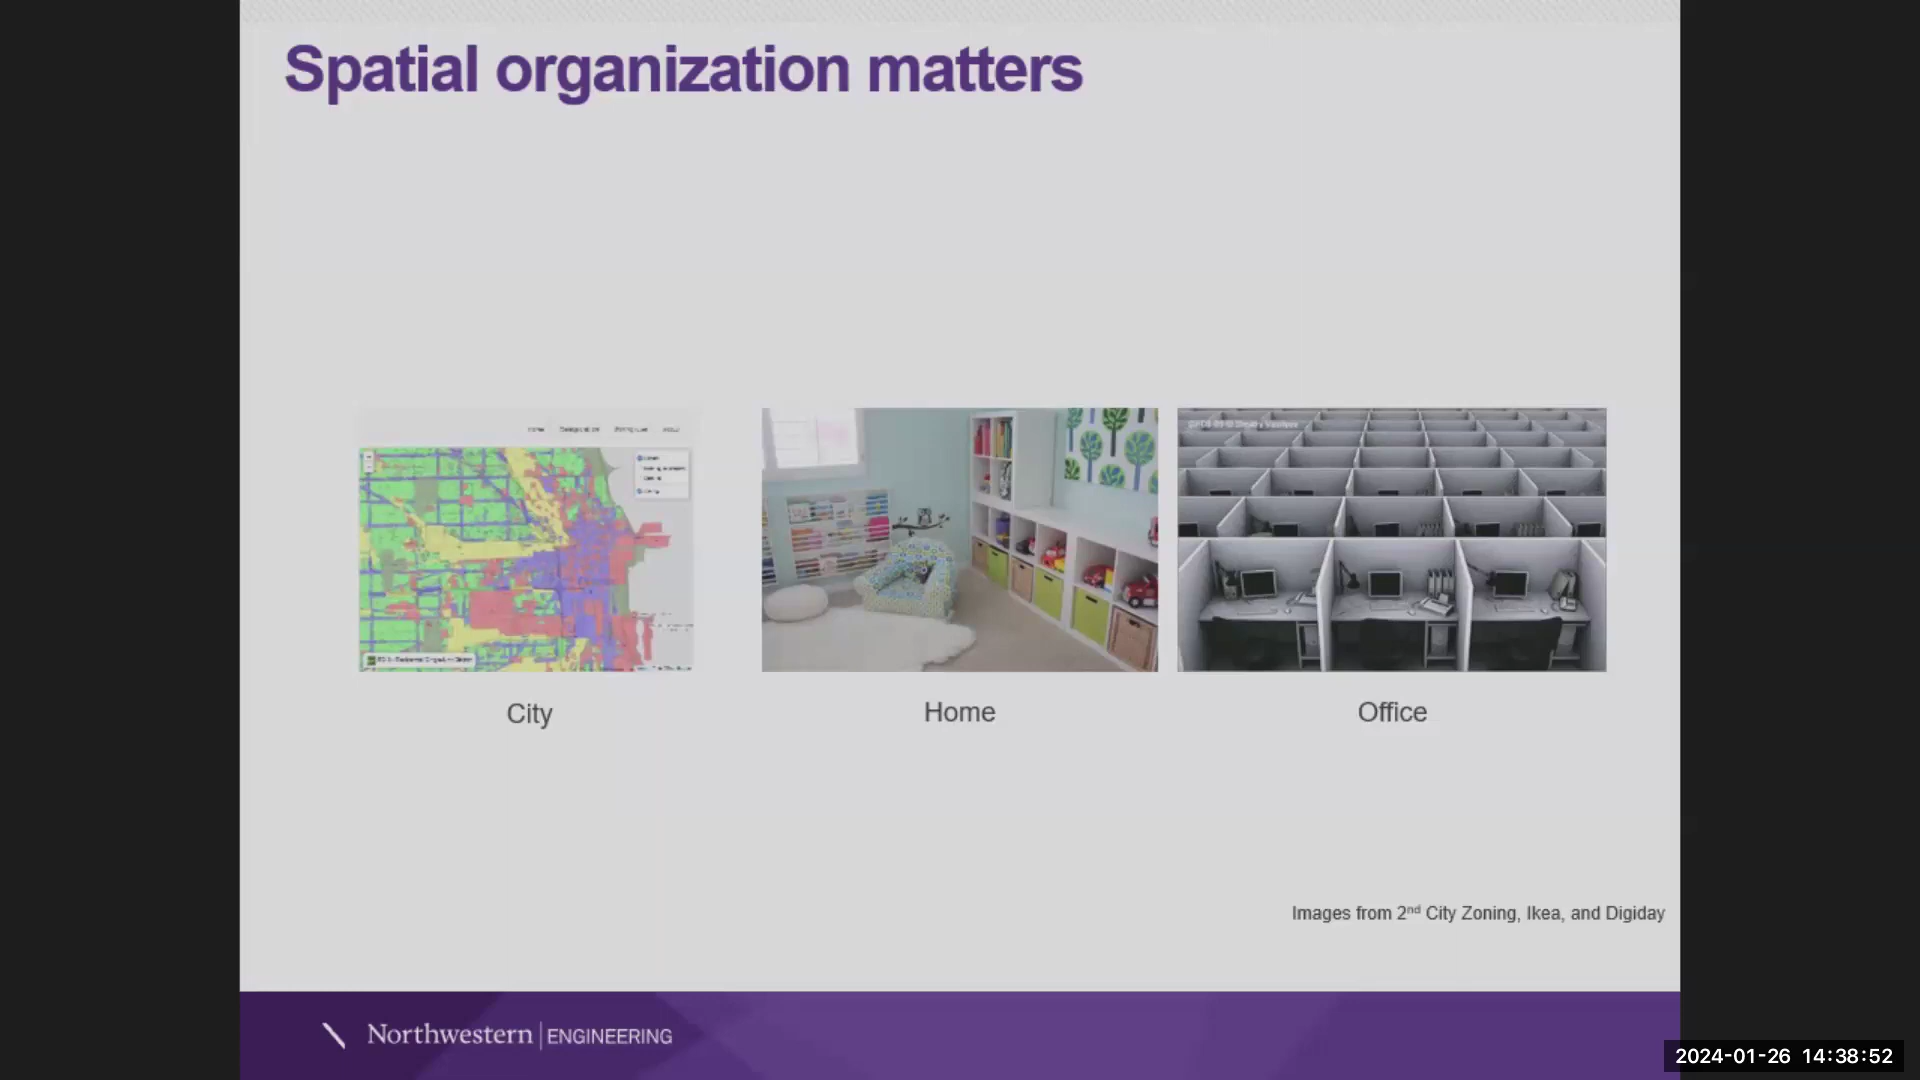 Spatial organization matters
City
Home
Office
Images from 2nd City Zoning, Ikea, and Digiday
Northwestern | ENGINEERING
2024-01-26 14:38:52